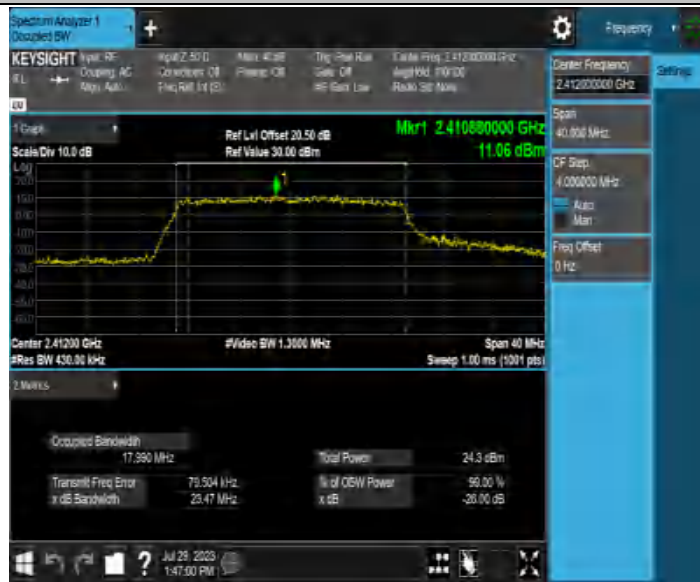 Spectrum Analyzer 1
Occupied BW
+
Frequency
KEYSIGHT Input: RF
Coupling: AC
Align: Auto
Input Z: 50 Ω
Corrections: Off
Freq Ref: Int (S)
Atten: 40 dB
Preamp: Off
Trig: Free Run
Gate: Off
#IF Gain: Low
Center Freq: 2.412000000 GHz
Avg|Hold: 100/100
Radio Std: None
Center Frequency
2.412000000 GHz
Settings
Span
40.000 MHz
CF Step
4.000000 MHz
Auto
Man
Freq Offset
0 Hz
1 Graph
Scale/Div 10.0 dB
Ref Lvl Offset 20.50 dB
Ref Value 30.00 dBm
Mkr1 2.410880000 GHz
11.06 dBm
Log
1
Center 2.41200 GHz
#Res BW 430.00 kHz
#Video BW 1.3000 MHz
Span 40 MHz
Sweep 1.00 ms (1001 pts)
2 Metrics
Occupied Bandwidth
17.990 MHz
Total Power 24.3 dBm
Transmit Freq Error 79.504 kHz
% of OBW Power 99.00 %
x dB Bandwidth 23.47 MHz
x dB -26.00 dB
?
Jul 29, 2023
1:47:00 PM